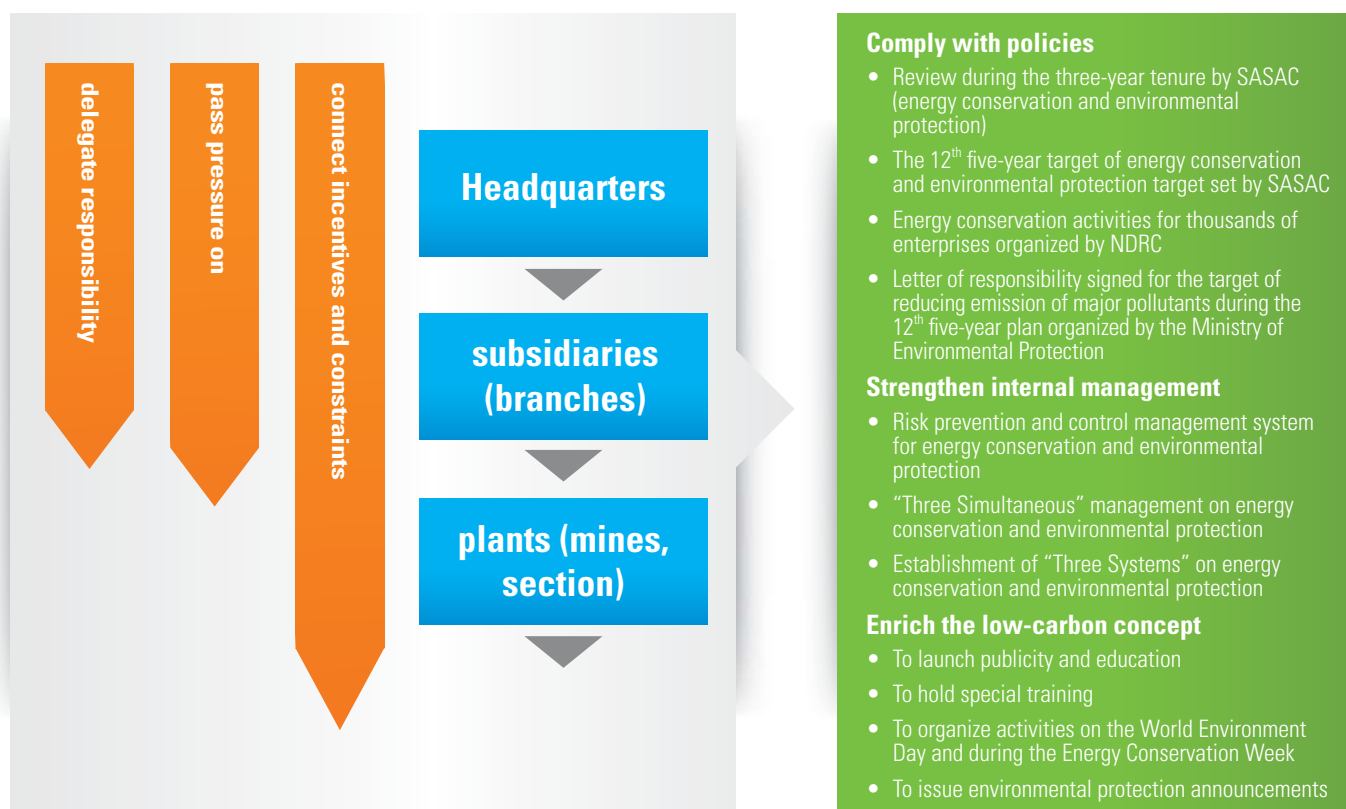 delegate responsibility
pass pressure on
connect incentives and constraints
Headquarters
subsidiaries
(branches)
plants (mines,
section)
Comply with policies
• Review during the three-year tenure by SASAC
(energy conservation and environmental
protection)
• The 12th five-year target of energy conservation
and environmental protection target set by SASAC
• Energy conservation activities for thousands of
enterprises organized by NDRC
• Letter of responsibility signed for the target of
reducing emission of major pollutants during the
12th five-year plan organized by the Ministry of
Environmental Protection
Strengthen internal management
• Risk prevention and control management system
for energy conservation and environmental
protection
• “Three Simultaneous” management on energy
conservation and environmental protection
• Establishment of “Three Systems” on energy
conservation and environmental protection
Enrich the low-carbon concept
• To launch publicity and education
• To hold special training
• To organize activities on the World Environment
Day and during the Energy Conservation Week
• To issue environmental protection announcements